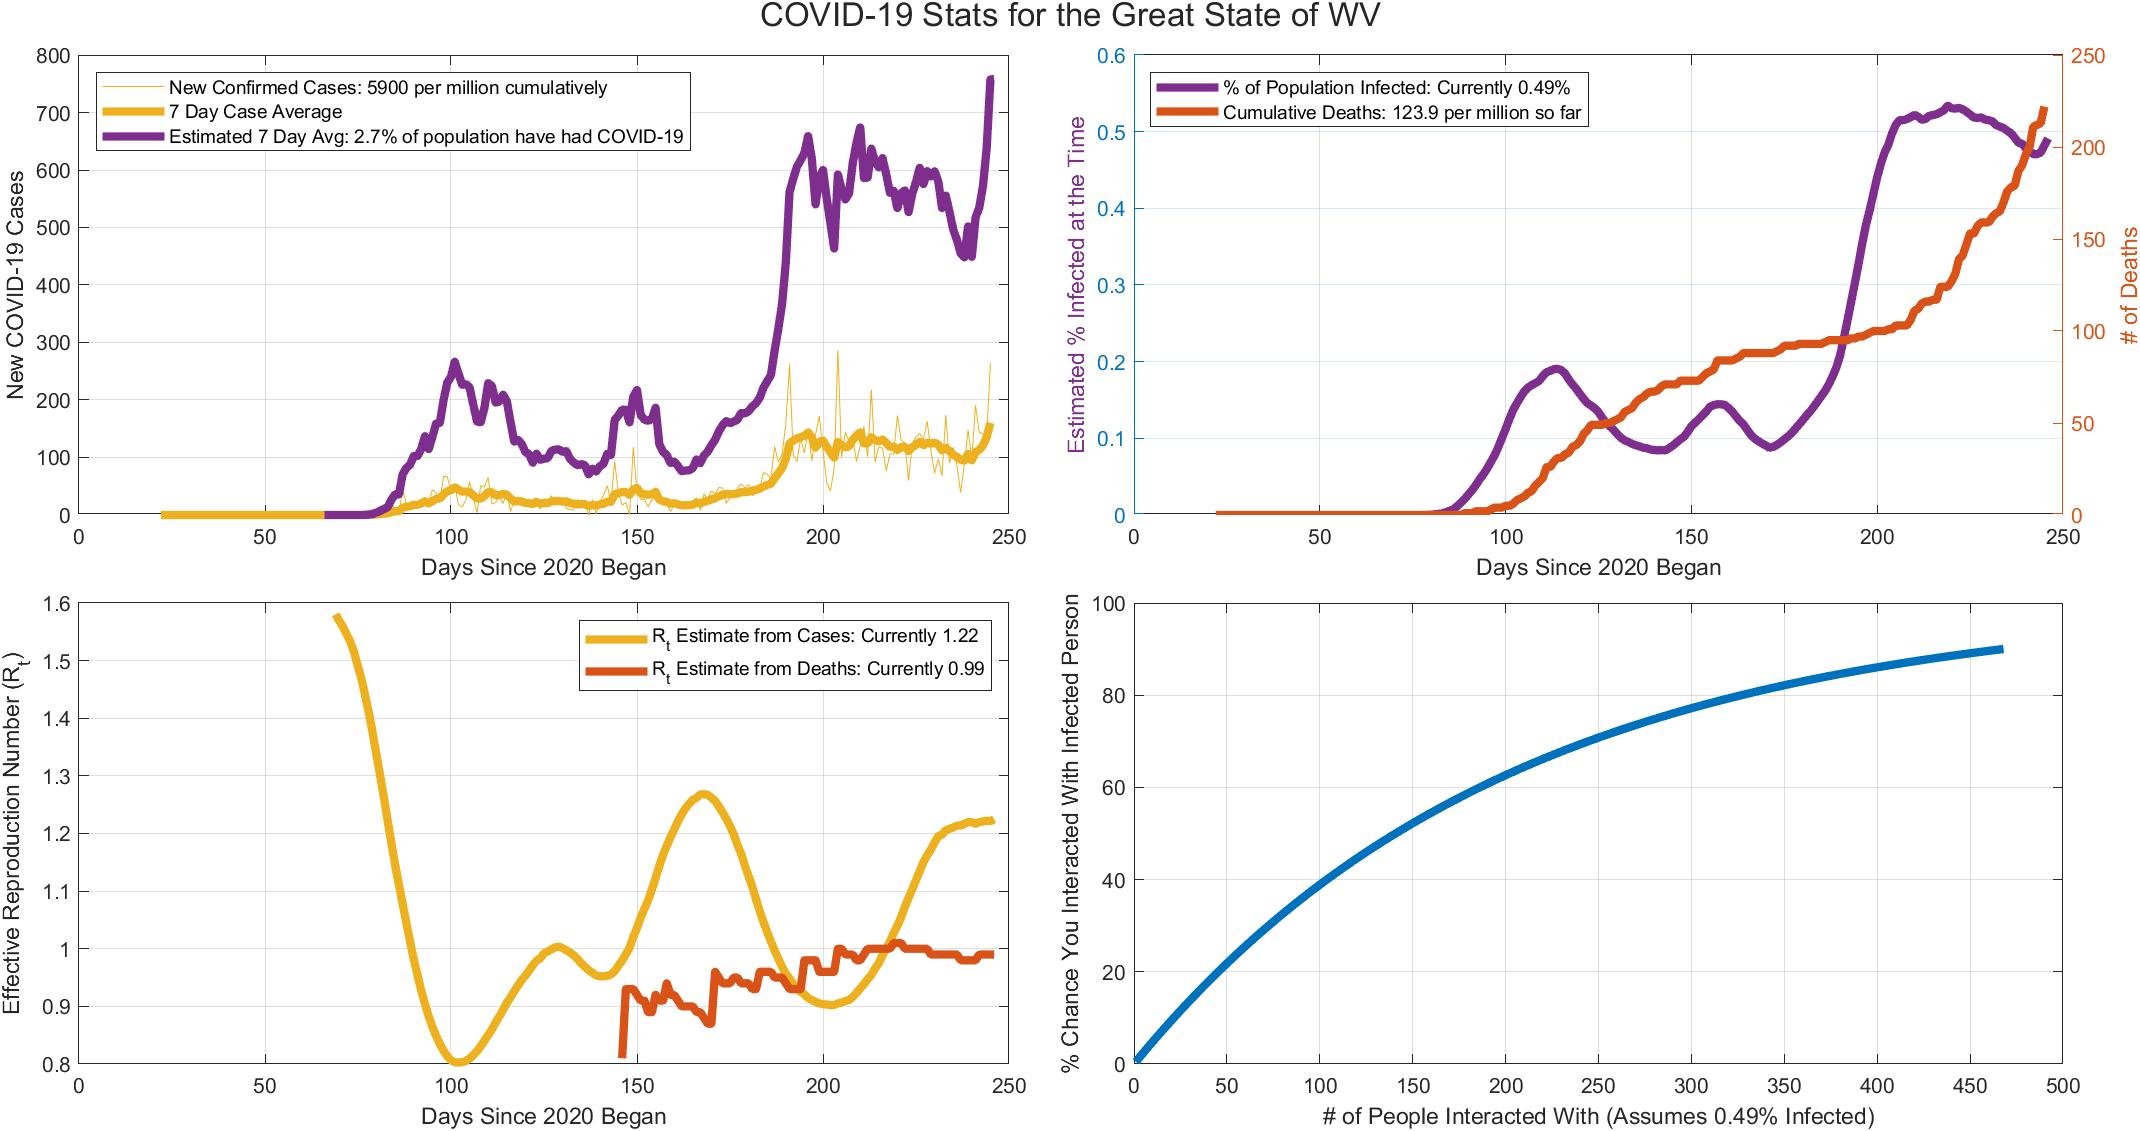 COVID-19 Stats for the Great State of WV
800
700
600
500
400
300
200
100
0
New COVID-19 Cases
New Confirmed Cases: 5900 per million cumulatively
7 Day Case Average
Estimated 7 Day Avg: 2.7% of population have had COVID-19
0 50 100 150 200 250
Days Since 2020 Began
0.6
0.5
0.4
0.3
0.2
0.1
0
Estimated % Infected at the Time
% of Population Infected: Currently 0.49%
Cumulative Deaths: 123.9 per million so far
250
200
150
100
50
0
# of Deaths
0 50 100 150 200 250
Days Since 2020 Began
1.6
1.5
1.4
1.3
1.2
1.1
1
0.9
0.8
Effective Reproduction Number (Rt)
Rt Estimate from Cases: Currently 1.22
Rt Estimate from Deaths: Currently 0.99
0 50 100 150 200 250
Days Since 2020 Began
100
80
60
40
20
0
% Chance You Interacted With Infected Person
0 50 100 150 200 250 300 350 400 450 500
# of People Interacted With (Assumes 0.49% Infected)